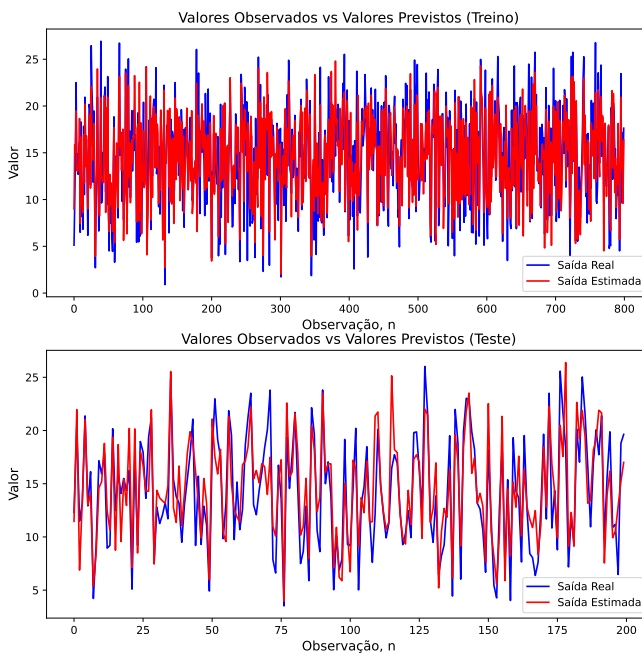 Valores Observados vs Valores Previstos (Treino)
25
20
15
10
5
0
Valor
Saída Real
Saída Estimada
0 100 200 300 400 500 600 700 800
Observação, n
Valores Observados vs Valores Previstos (Teste)
25
20
15
10
5
Valor
Saída Real
Saída Estimada
0 25 50 75 100 125 150 175 200
Observação, n